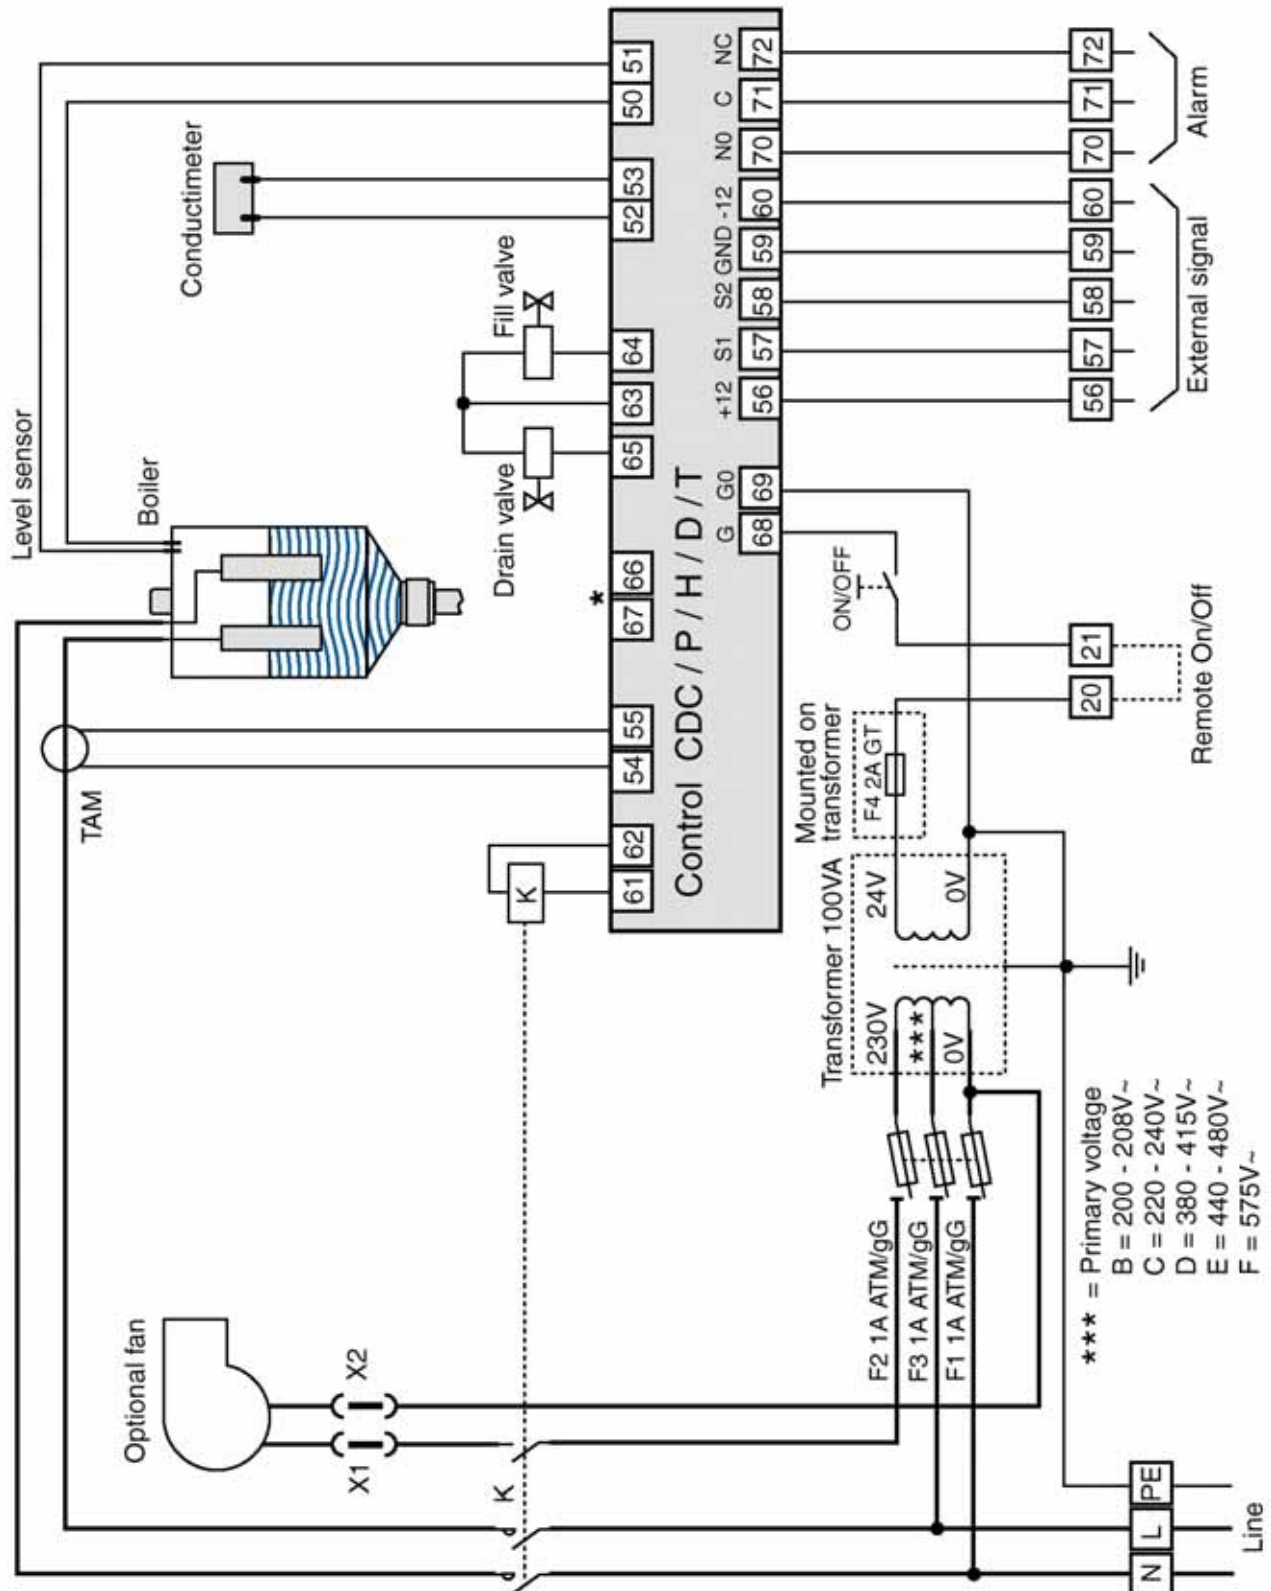 Line
N
L
PE
K
X1
X2
Optional fan
F2 1A ATM/gG
F3 1A ATM/gG
F1 1A ATM/gG
*** = Primary voltage
B = 200 - 208V~
C = 220 - 240V~
D = 380 - 415V~
E = 440 - 480V~
F = 575V~
Transformer 100VA
230V
***
0V
24V
0V
Mounted on
transformer
F4 2A GT
Remote On/Off
20
21
ON/OFF
TAM
K
Level sensor
Boiler
Conductimeter
Drain valve
Fill valve
61
62
54
55
67
*
66
65
63
64
52
53
50
51
Control CDC / P / H / D / T
G
G0
+12
S1
S2
GND
-12
N0
C
NC
68
69
56
57
58
59
60
70
71
72
56
57
58
59
60
70
71
72
External signal
Alarm